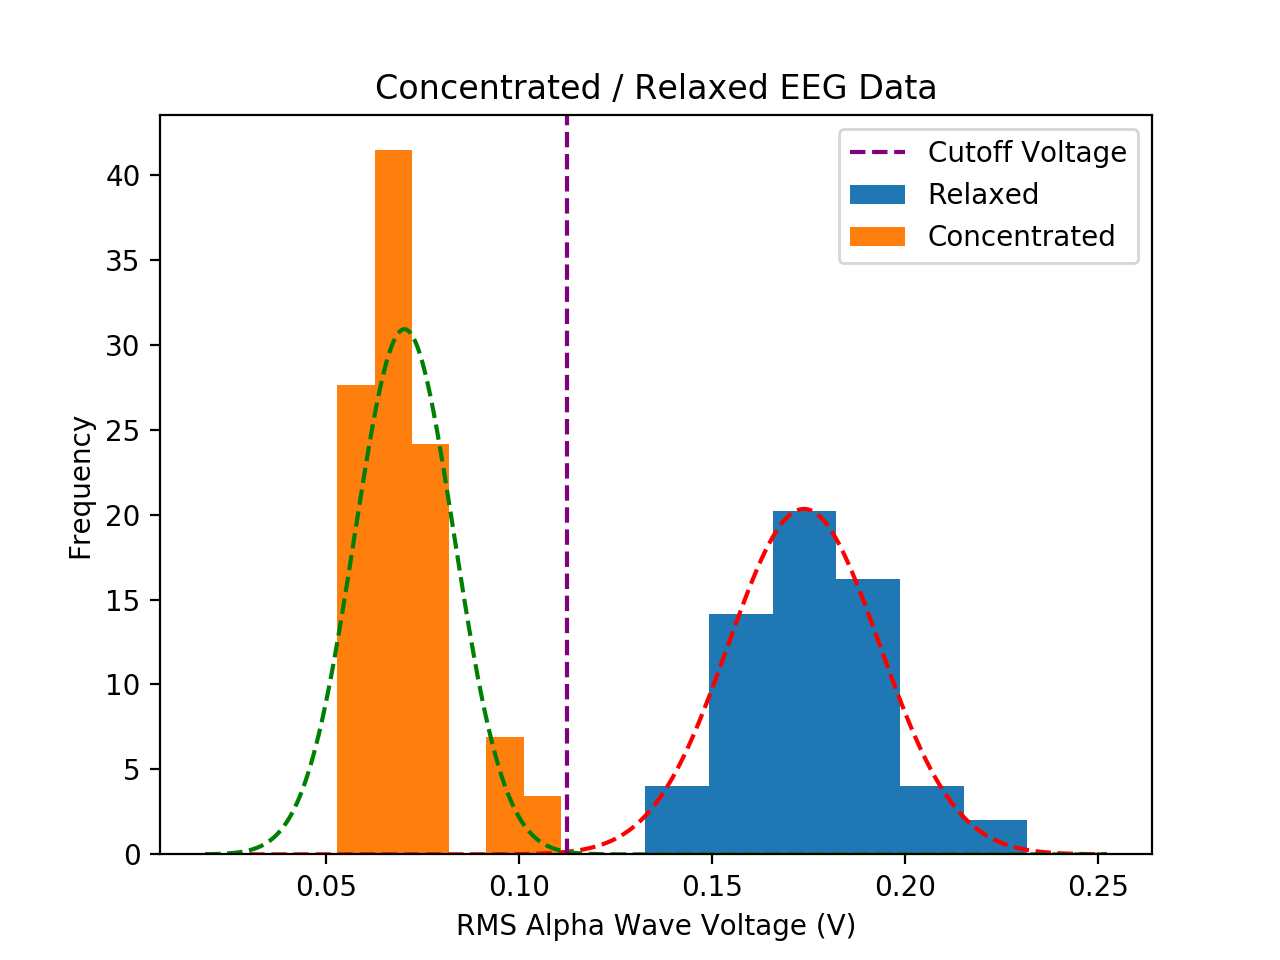 Concentrated / Relaxed EEG Data
Cutoff Voltage
Relaxed
Concentrated
Frequency
40
35
30
25
20
15
10
5
0
0.05 0.10 0.15 0.20 0.25
RMS Alpha Wave Voltage (V)